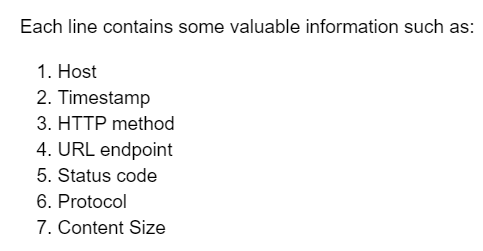 Each line contains some valuable information such as:
1. Host
2. Timestamp
3. HTTP method
4. URL endpoint
5. Status code
6. Protocol
7. Content Size